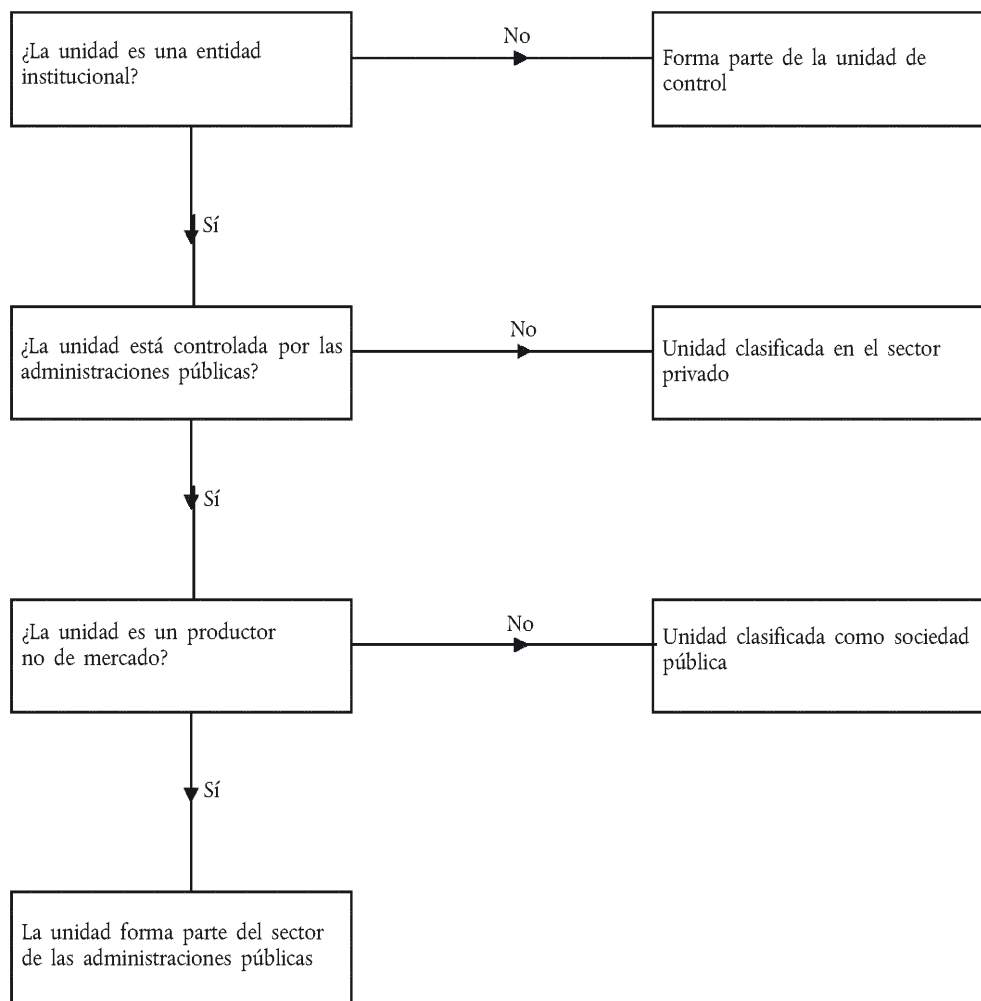 ¿La unidad es una entidad
institucional?
No
Forma parte de la unidad de
control
Sí
¿La unidad está controlada por las
administraciones públicas?
No
Unidad clasificada en el sector
privado
Sí
¿La unidad es un productor
no de mercado?
No
Unidad clasificada como sociedad
pública
Sí
La unidad forma parte del sector
de las administraciones públicas